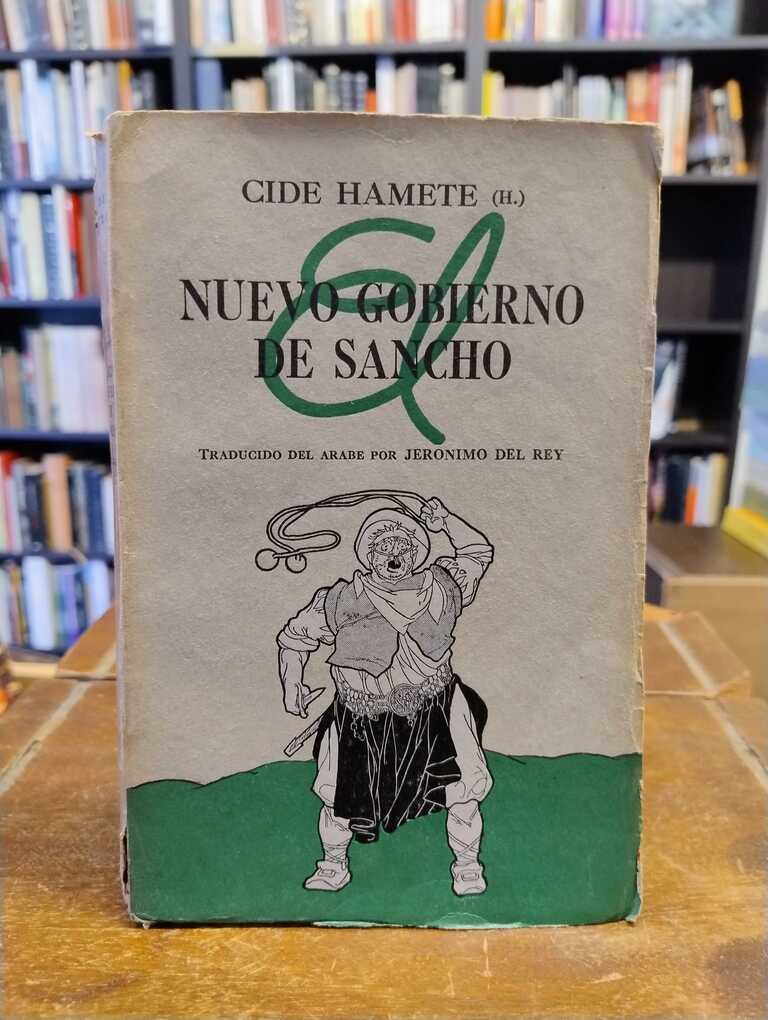 CIDE HAMETE (H.)
El
NUEVO GOBIERNO
DE SANCHO
TRADUCIDO DEL ARABE POR JERONIMO DEL REY